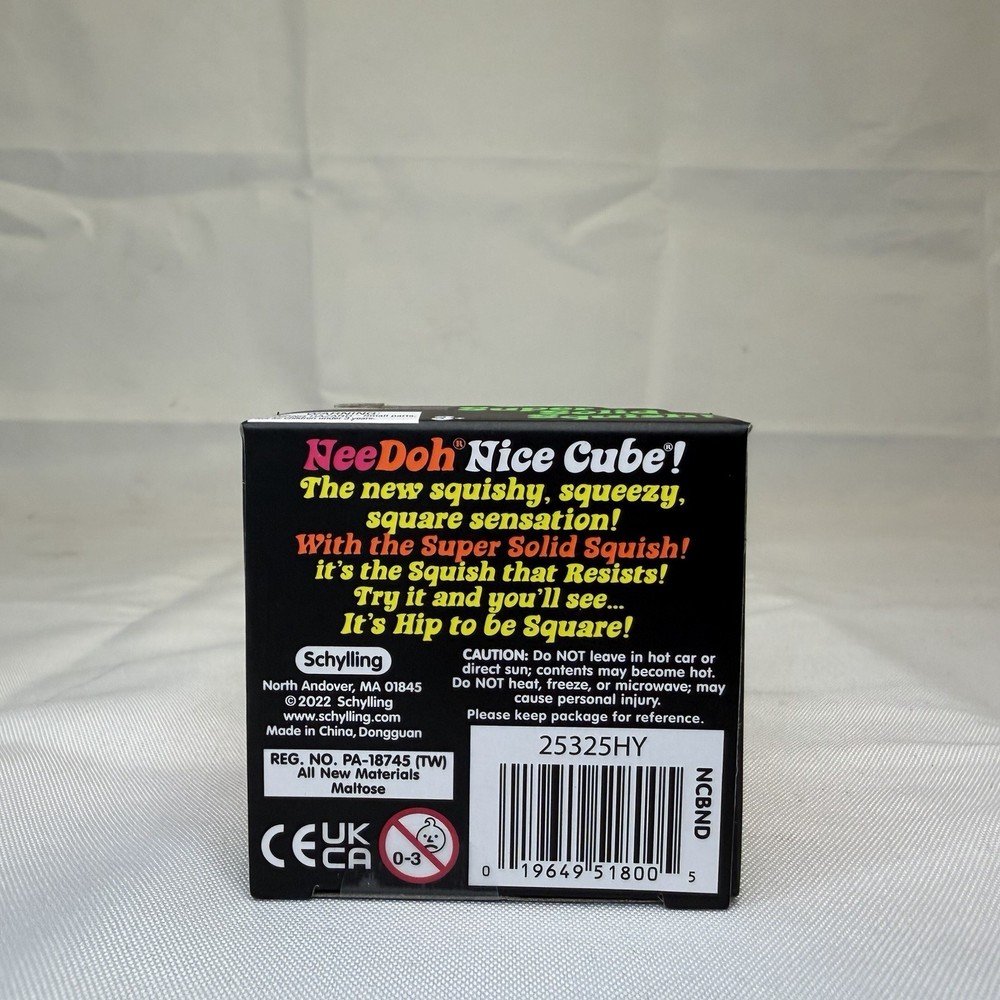 WARNING:
small parts.
NeeDoh® Nice Cube®!
The new squishy, squeezy,
square sensation!
With the Super Solid Squish!
it's the Squish that Resists!
Try it and you'll see...
It's Hip to be Square!
Schylling
North Andover, MA 01845
© 2022 Schylling
www.schylling.com
Made in China, Dongguan
REG. NO. PA-18745 (TW)
All New Materials
Maltose
CE UK
CA
0-3
CAUTION: Do NOT leave in hot car or
direct sun; contents may become hot.
Do NOT heat, freeze, or microwave; may
cause personal injury.
Please keep package for reference.
25325HY
NCBND
0 19649 51800 5